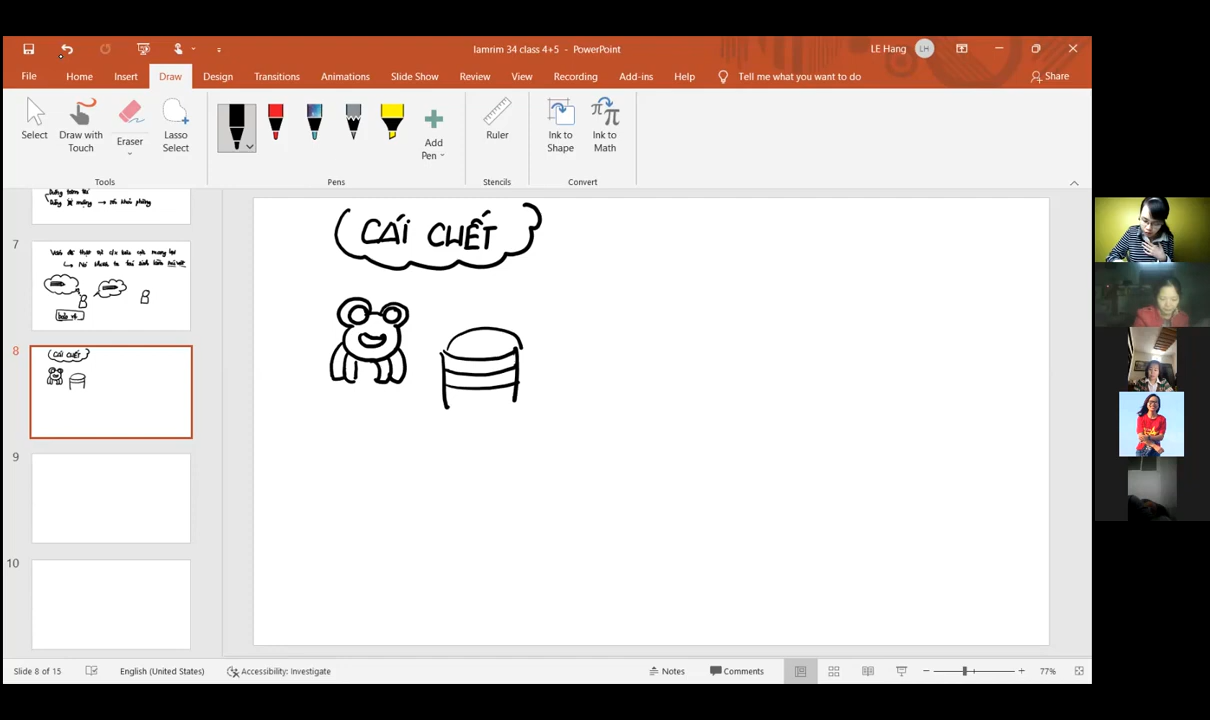 lamrim 34 class 4+5 - PowerPoint
LE Hang
LH
File
Home
Insert
Draw
Design
Transitions
Animations
Slide Show
Review
View
Recording
Add-ins
Help
Tell me what you want to do
Share
Select
Draw with Touch
Eraser
Lasso Select
Add Pen
Ruler
Ink to Shape
Ink to Math
Tools
Pens
Stencils
Convert
7
8
CÁI CHẾT
9
10
CÁI CHẾT
Slide 8 of 15
English (United States)
Accessibility: Investigate
Notes
Comments
77%